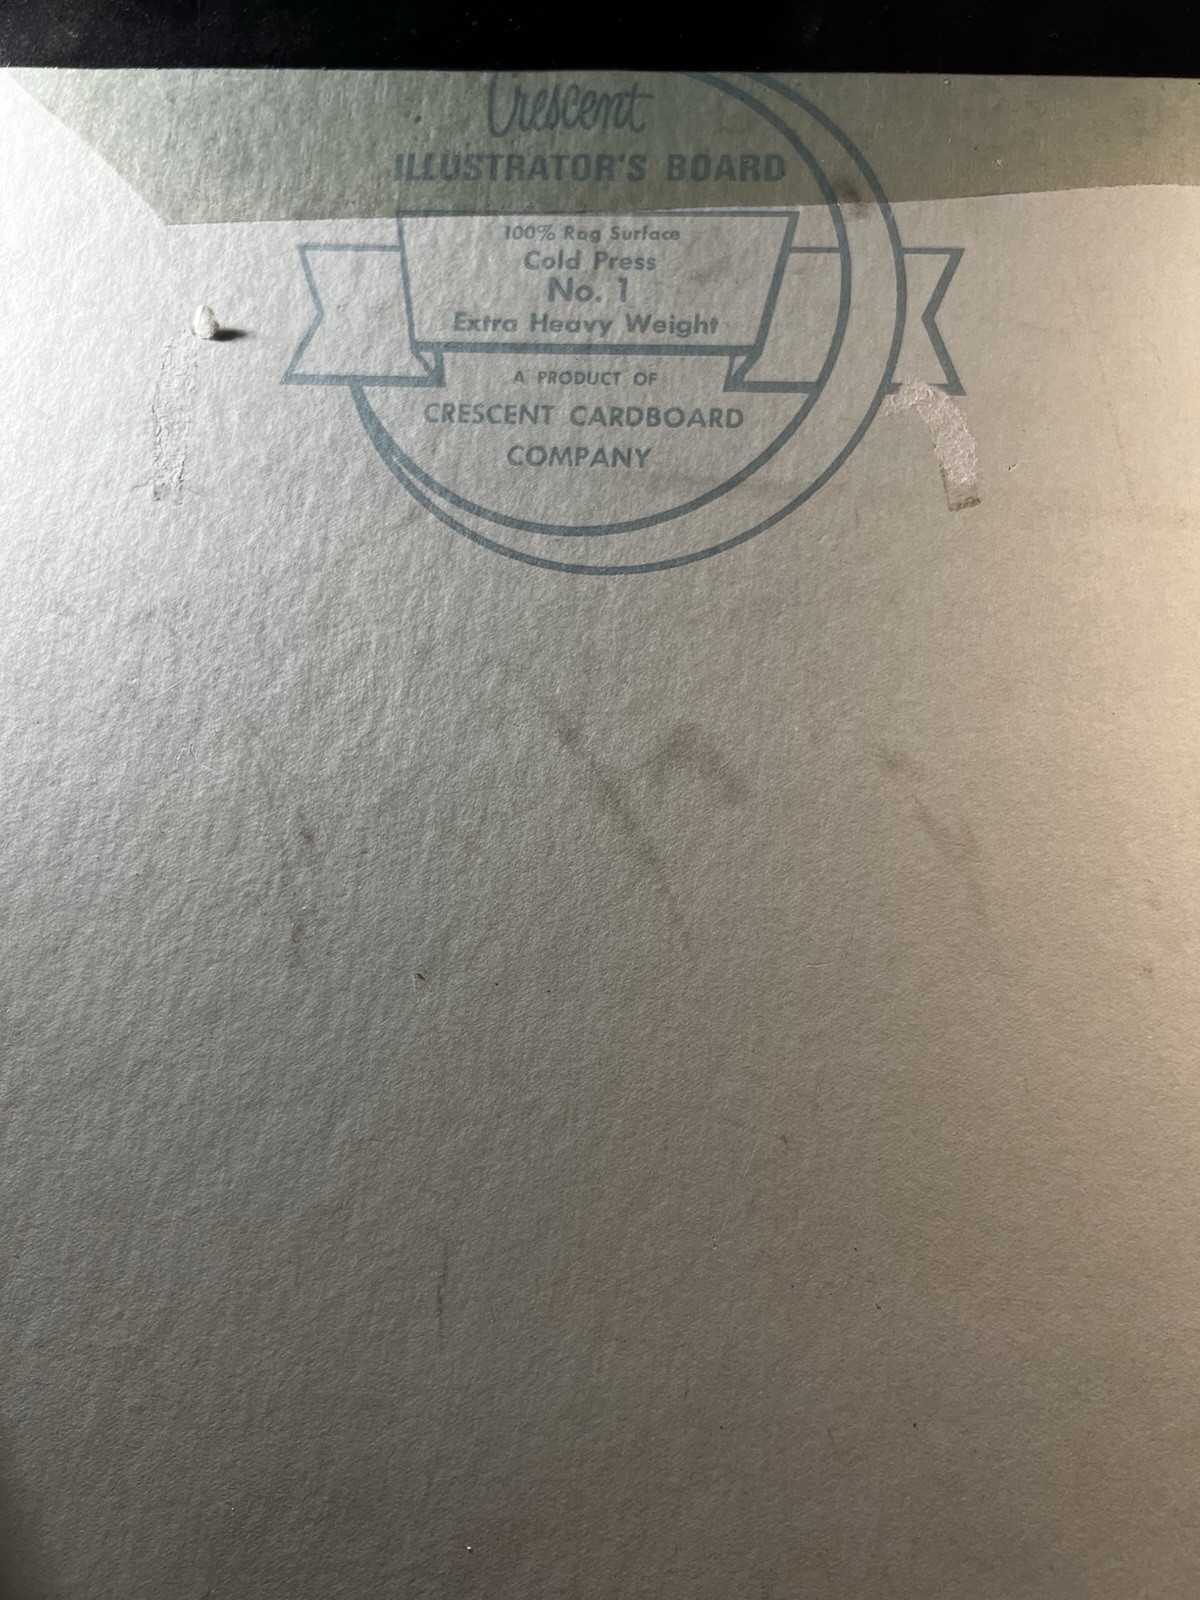 Crescent
ILLUSTRATOR'S BOARD
100% Rag Surface
Cold Press
No. 1
Extra Heavy Weight
A PRODUCT OF
CRESCENT CARDBOARD
COMPANY